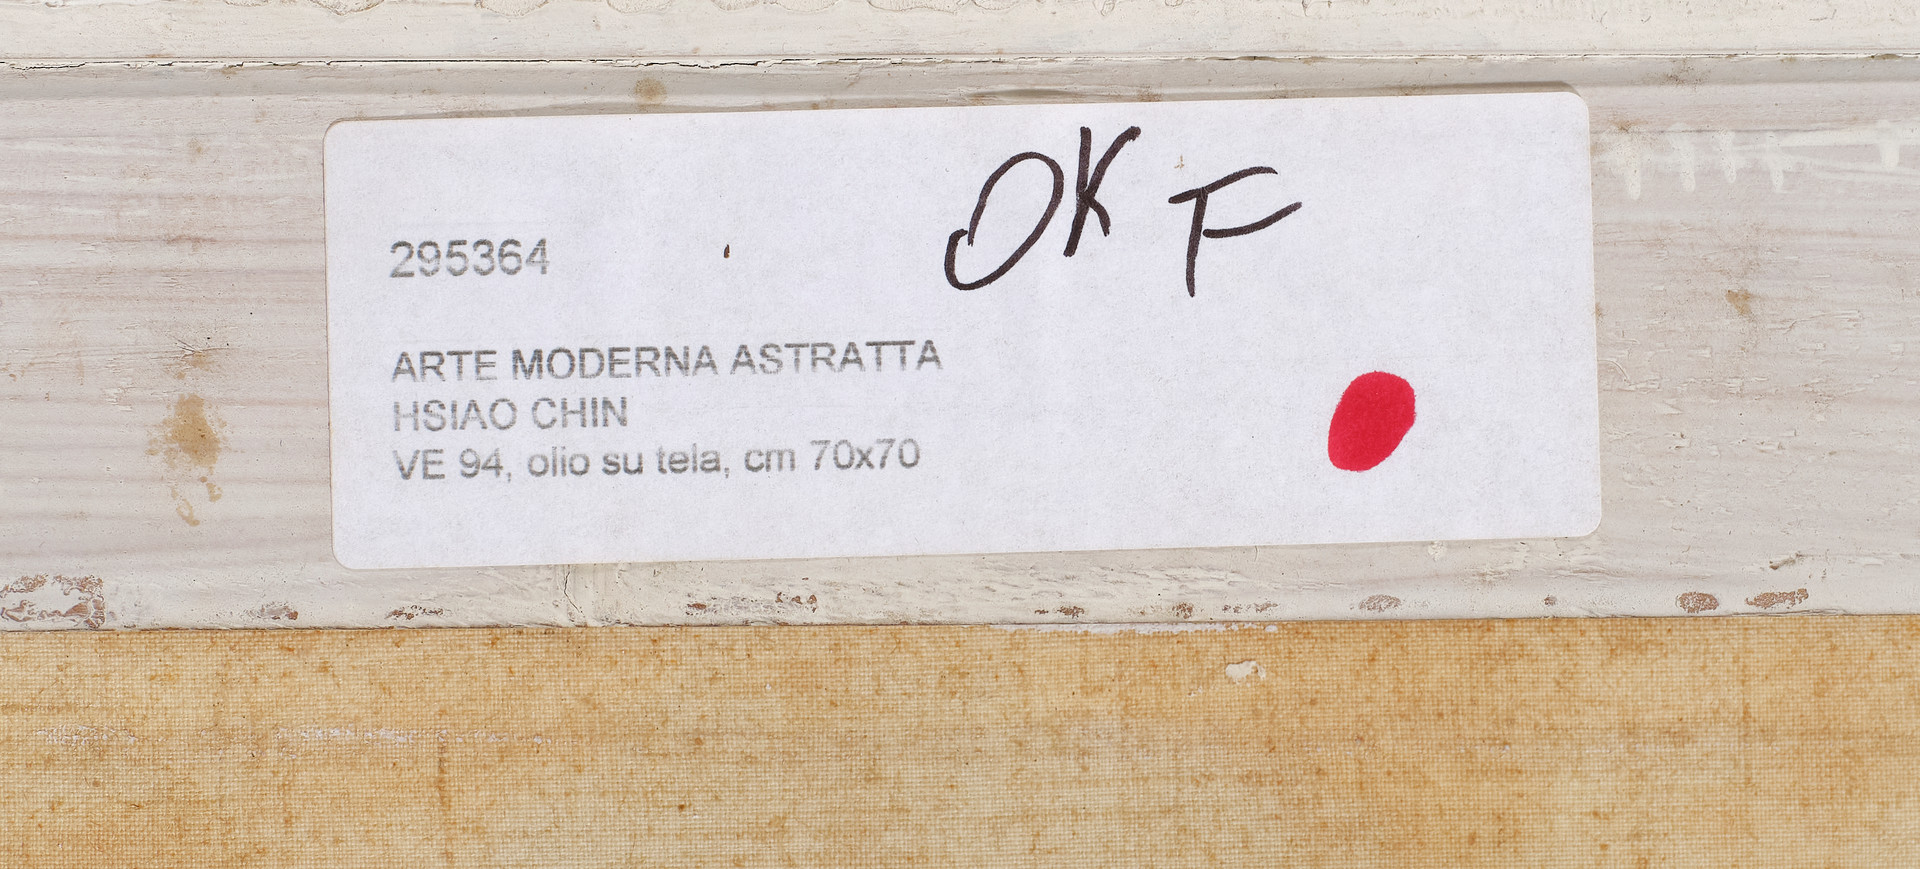 OK F
295364
ARTE MODERNA ASTRATTA
HSIAO CHIN
VE 94, olio su tela, cm 70x70